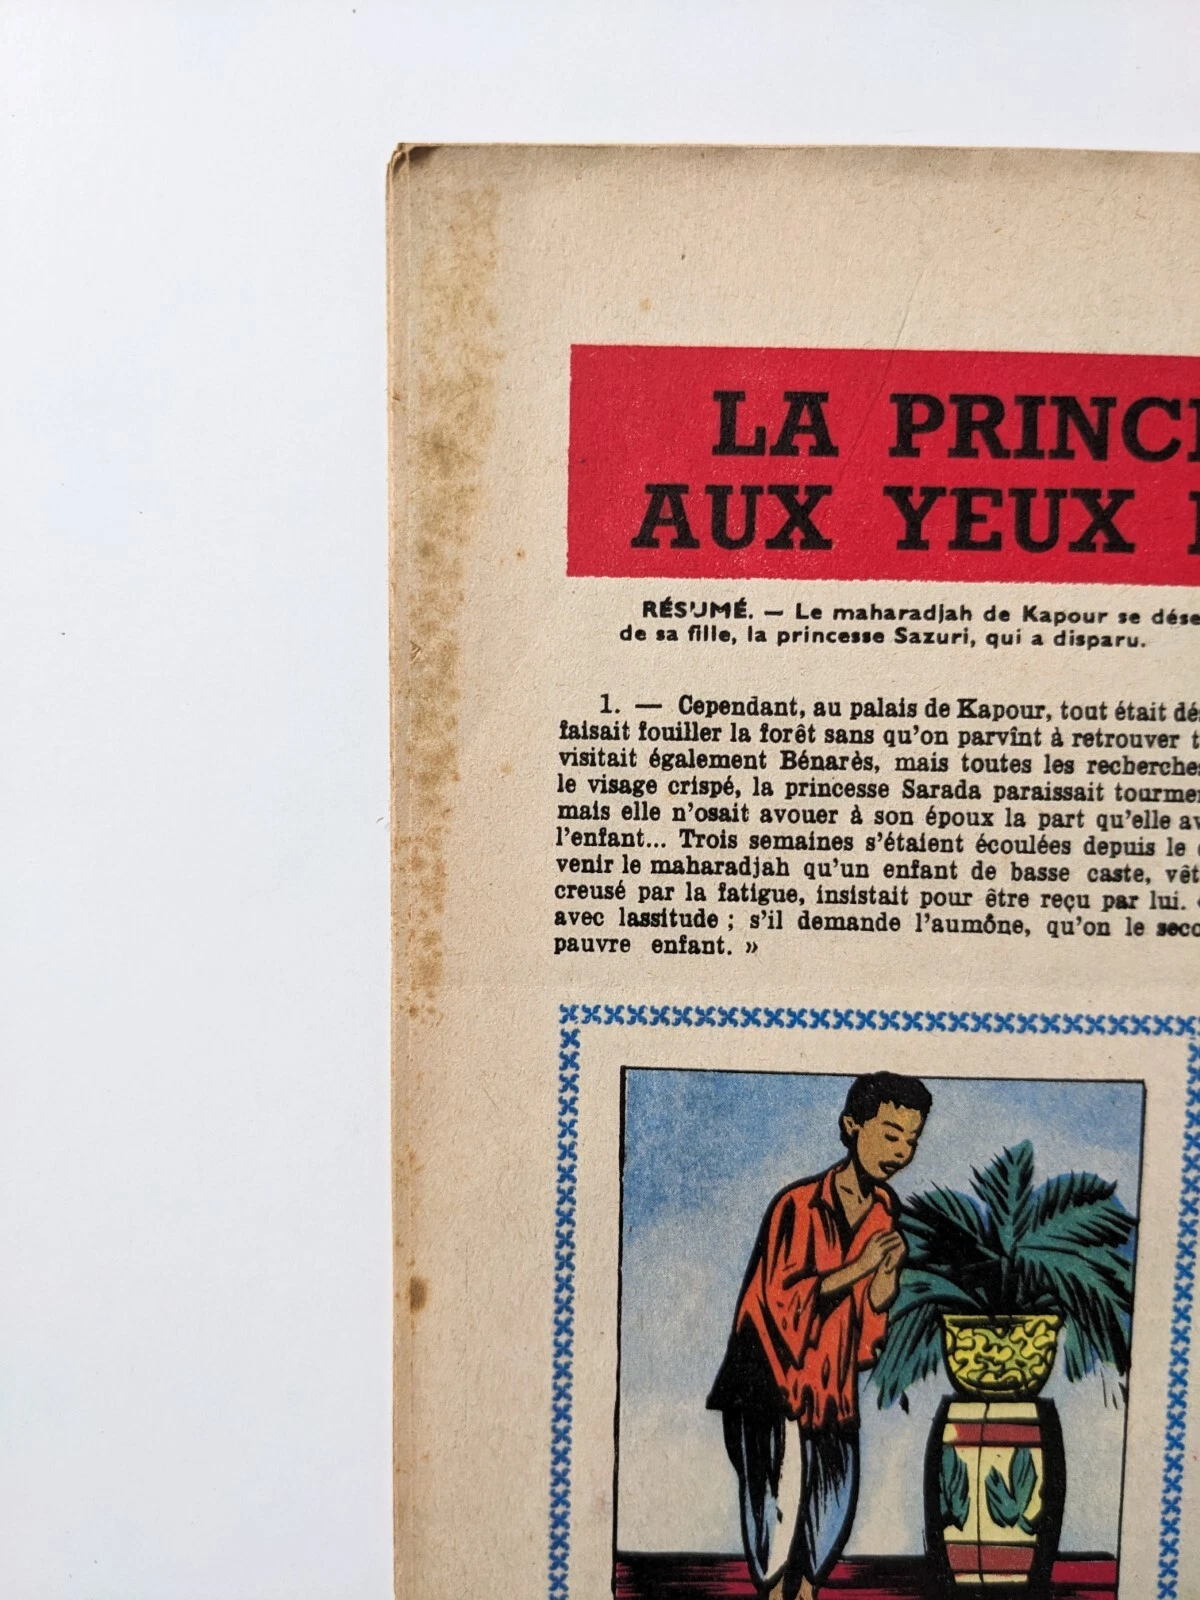 LA PRINC
AUX YEUX
RÉSUMÉ. — Le maharadjah de Kapour se dése
de sa fille, la princesse Sazuri, qui a disparu.
1. — Cependant, au palais de Kapour, tout était dés
faisait fouiller la forêt sans qu'on parvînt à retrouver t
visitait également Bénarès, mais toutes les recherches
le visage crispé, la princesse Sarada paraissait tourmen
mais elle n'osait avouer à son époux la part qu'elle av
l'enfant... Trois semaines s'étaient écoulées depuis le
venir le maharadjah qu'un enfant de basse caste, vêt
creusé par la fatigue, insistait pour être reçu par lui. «
avec lassitude ; s'il demande l'aumône, qu'on le seco
pauvre enfant. »